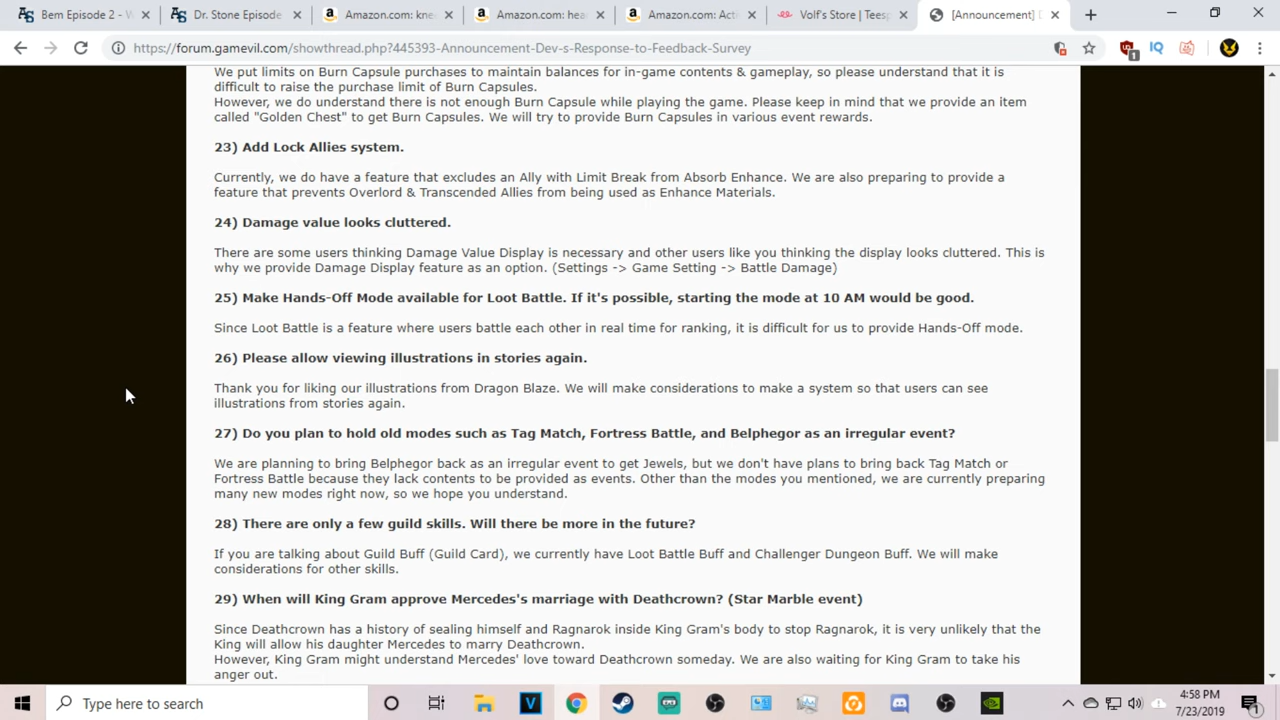 Bem Episode 2 - W
Dr. Stone Episode
Amazon.com: kne
Amazon.com: hea
Amazon.com: Acti
Volf's Store | Teesp
[Announcement] D
https://forum.gamevil.com/showthread.php?445393-Announcement-Dev-s-Response-to-Feedback-Survey
1
IQ
We put limits on Burn Capsule purchases to maintain balances for in-game contents & gameplay, so please understand that it is
difficult to raise the purchase limit of Burn Capsules.
However, we do understand there is not enough Burn Capsule while playing the game. Please keep in mind that we provide an item
called "Golden Chest" to get Burn Capsules. We will try to provide Burn Capsules in various event rewards.
23) Add Lock Allies system.
Currently, we do have a feature that excludes an Ally with Limit Break from Absorb Enhance. We are also preparing to provide a
feature that prevents Overlord & Transcended Allies from being used as Enhance Materials.
24) Damage value looks cluttered.
There are some users thinking Damage Value Display is necessary and other users like you thinking the display looks cluttered. This is
why we provide Damage Display feature as an option. (Settings -> Game Setting -> Battle Damage)
25) Make Hands-Off Mode available for Loot Battle. If it's possible, starting the mode at 10 AM would be good.
Since Loot Battle is a feature where users battle each other in real time for ranking, it is difficult for us to provide Hands-Off mode.
26) Please allow viewing illustrations in stories again.
Thank you for liking our illustrations from Dragon Blaze. We will make considerations to make a system so that users can see
illustrations from stories again.
27) Do you plan to hold old modes such as Tag Match, Fortress Battle, and Belphegor as an irregular event?
We are planning to bring Belphegor back as an irregular event to get Jewels, but we don't have plans to bring back Tag Match or
Fortress Battle because they lack contents to be provided as events. Other than the modes you mentioned, we are currently preparing
many new modes right now, so we hope you understand.
28) There are only a few guild skills. Will there be more in the future?
If you are talking about Guild Buff (Guild Card), we currently have Loot Battle Buff and Challenger Dungeon Buff. We will make
considerations for other skills.
29) When will King Gram approve Mercedes's marriage with Deathcrown? (Star Marble event)
Since Deathcrown has a history of sealing himself and Ragnarok inside King Gram's body to stop Ragnarok, it is very unlikely that the
King will allow his daughter Mercedes to marry Deathcrown.
However, King Gram might understand Mercedes' love toward Deathcrown someday. We are also waiting for King Gram to take his
anger out.
Type here to search
4:58 PM
7/23/2019
1